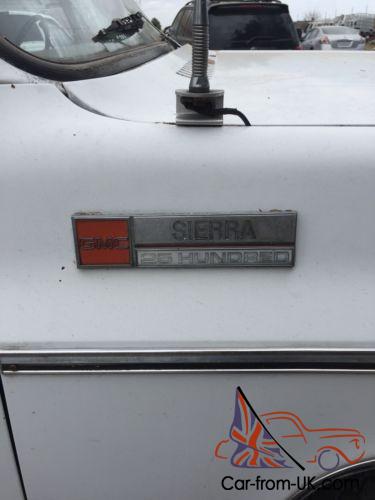 GMC
SIERRA
25 HUNDRED
Car-from-UK.com